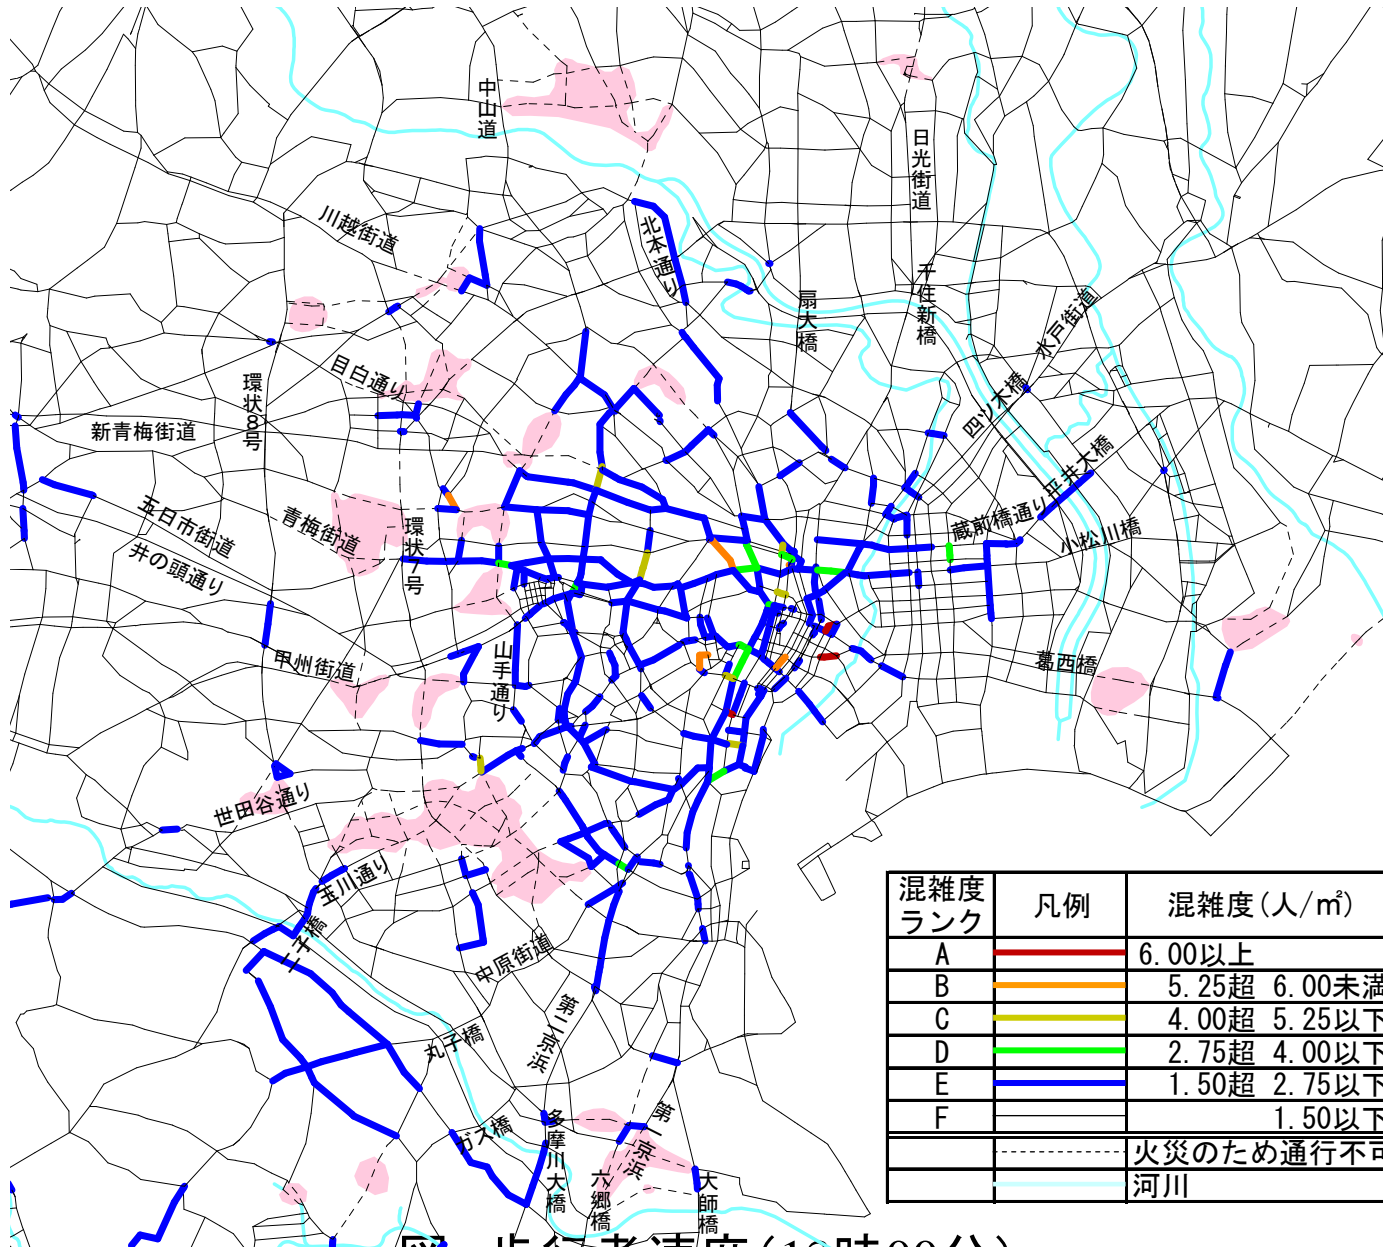 中山道
日光街道
川越街道
北本通り
千住新橋
扇大橋
水戸街道
目白通り
環状8号
四ツ木橋
新青梅街道
平井大橋
五日市街道
青梅街道
環状7号
蔵前橋通り
小松川橋
井の頭通り
甲州街道
山手通り
葛西橋
世田谷通り
玉川通り
二子橋
中原街道
第二京浜
丸子橋
ガス橋
多摩川大橋
第一京浜
六郷橋
大師橋
混雑度ランク 凡例 混雑度(人/㎡)
A 6.00以上
B 5.25超 6.00未満
C 4.00超 5.25以下
D 2.75超 4.00以下
E 1.50超 2.75以下
F 1.50以下
火災のため通行不可
河川